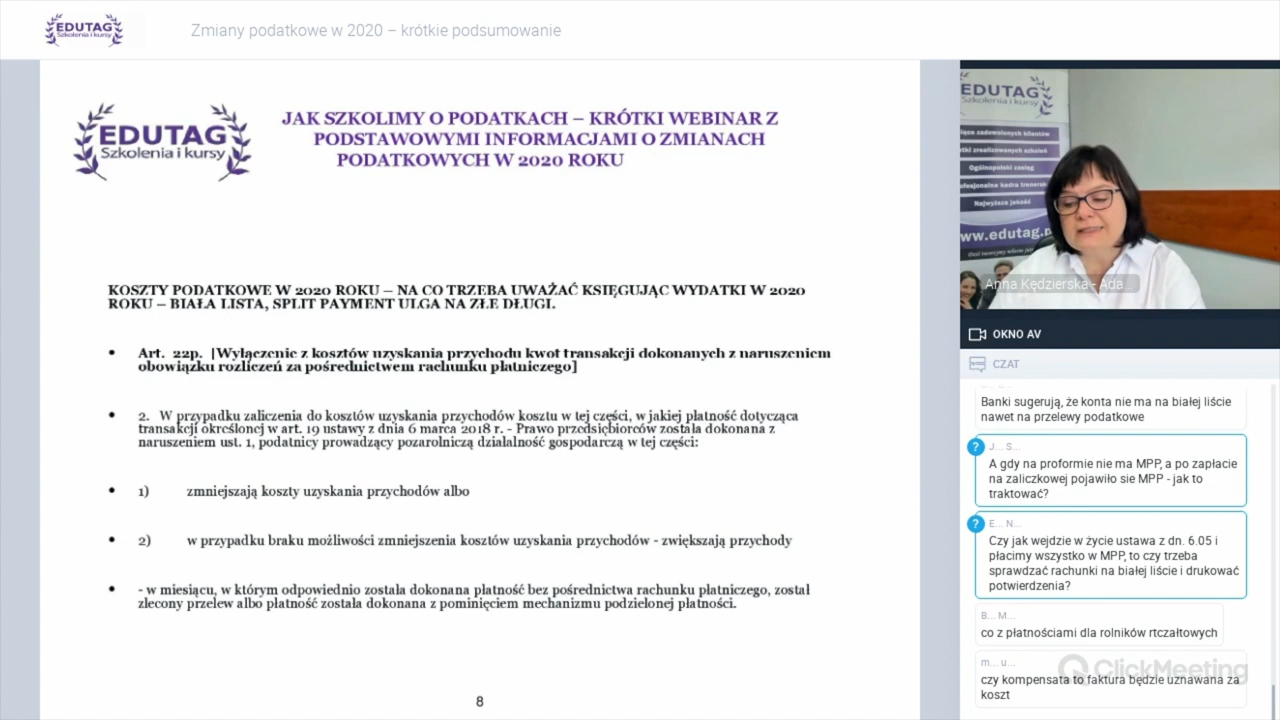 EDUTAG
Szkolenia i kursy
Zmiany podatkowe w 2020 – krótkie podsumowanie
EDUTAG
Szkolenia i kursy
JAK SZKOLIMY O PODATKACH – KRÓTKI WEBINAR Z
PODSTAWOWYMI INFORMACJAMI O ZMIANACH
PODATKOWYCH W 2020 ROKU
KOSZTY PODATKOWE W 2020 ROKU – NA CO TRZEBA UWAŻAĆ KSIĘGUJĄC WYDATKI W 2020
ROKU – BIAŁA LISTA, SPLIT PAYMENT ULGA NA ZŁE DŁUGI.
• Art. 22p. [Wyłączenie z kosztów uzyskania przychodu kwot transakcji dokonanych z naruszeniem
obowiązku rozliczeń za pośrednictwem rachunku płatniczego]
• 2. W przypadku zaliczenia do kosztów uzyskania przychodów kosztu w tej części, w jakiej płatność dotycząca
transakcji określonej w art. 19 ustawy z dnia 6 marca 2018 r. - Prawo przedsiębiorców została dokonana z
naruszeniem ust. 1, podatnicy prowadzący pozarolniczą działalność gospodarczą w tej części:
• 1) zmniejszają koszty uzyskania przychodów albo
• 2) w przypadku braku możliwości zmniejszenia kosztów uzyskania przychodów - zwiększają przychody
• - w miesiącu, w którym odpowiednio została dokonana płatność bez pośrednictwa rachunku płatniczego, został
zlecony przelew albo płatność została dokonana z pominięciem mechanizmu podzielonej płatności.
8
EDUTAG
Szkolenia i kursy
Ogólnopolski zasięg
Najwyższa jakość
www.edutag.p
Anna Kędzierska - Ada...
OKNO AV
CZAT
Banki sugerują, że konta nie ma na białej liście
nawet na przelewy podatkowe
? J... S...
A gdy na proformie nie ma MPP, a po zapłacie
na zaliczkowej pojawiło sie MPP - jak to
traktować?
? E... N...
Czy jak wejdzie w życie ustawa z dn. 6.05 i
płacimy wszystko w MPP, to czy trzeba
sprawdzać rachunki na białej liście i drukować
potwierdzenia?
B... M...
co z płatnościami dla rolników rtczałtowych
m... u...
czy kompensata to faktura będzie uznawana za
koszt
ClickMeeting